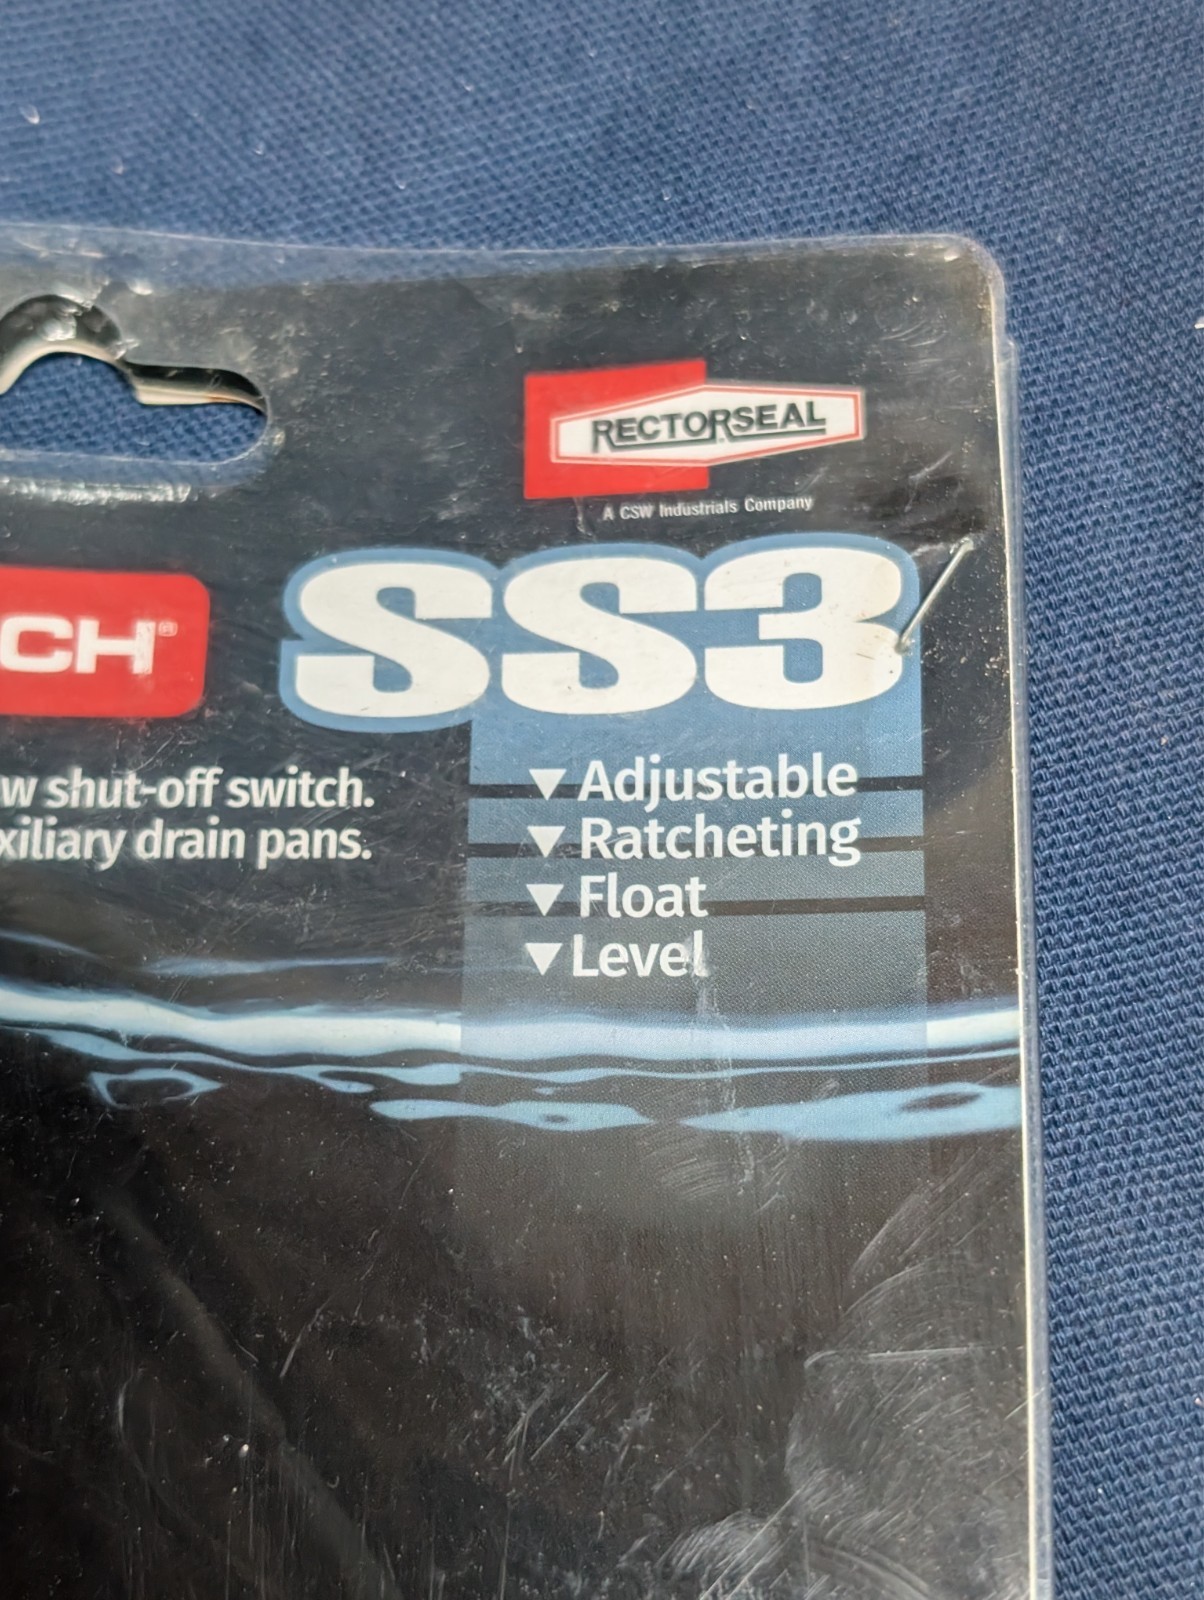 RECTORSEAL
A CSW Industrials Company
CH®
SS3
w shut-off switch.
xiliary drain pans.
▼Adjustable
▼Ratcheting
▼Float
▼Level